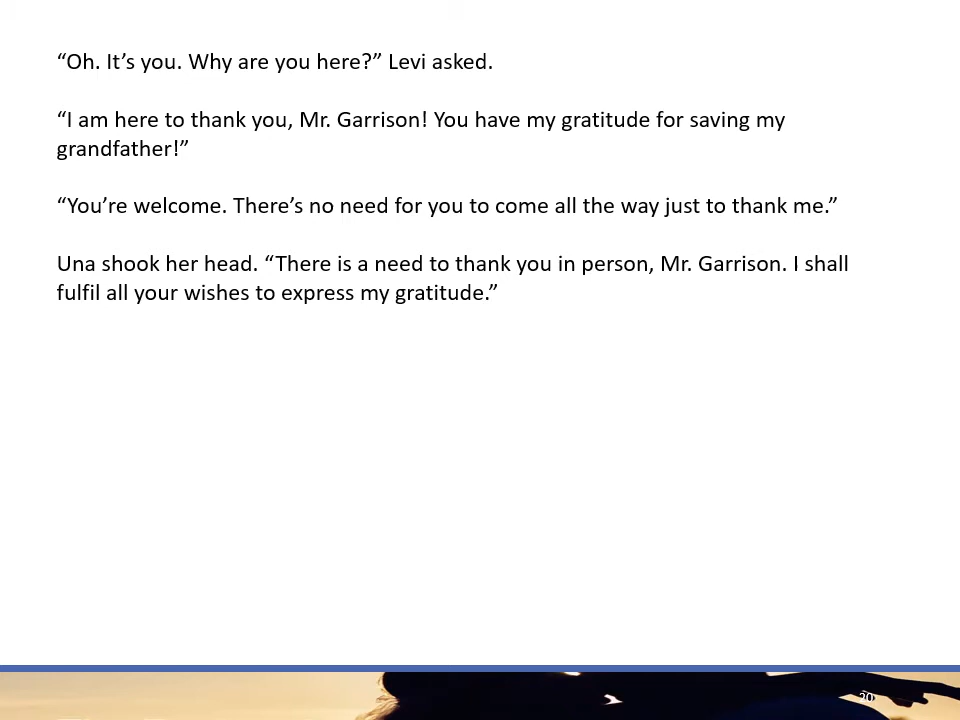 “Oh. It’s you. Why are you here?” Levi asked.
“I am here to thank you, Mr. Garrison! You have my gratitude for saving my
grandfather!”
“You’re welcome. There’s no need for you to come all the way just to thank me.”
Una shook her head. “There is a need to thank you in person, Mr. Garrison. I shall
fulfil all your wishes to express my gratitude.”
20